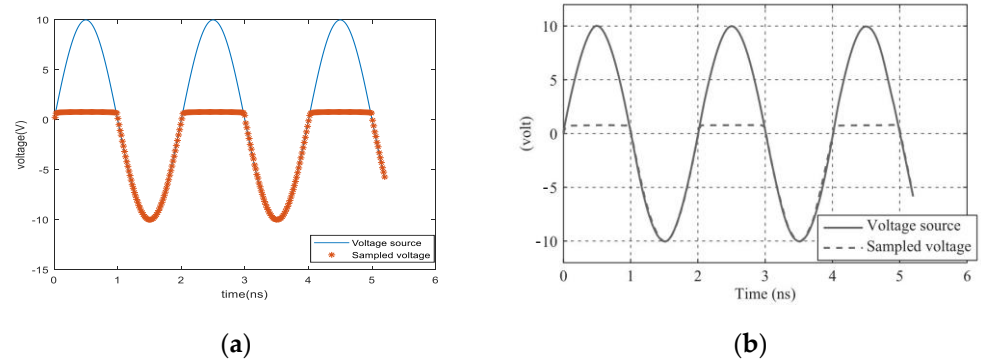 10
5
0
-5
-10
-15
voltage(V)
0 1 2 3 4 5 6
time(ns)
Voltage source
Sampled voltage
(a)
10
5
0
-5
-10
(volt)
0 1 2 3 4 5 6
Time (ns)
Voltage source
Sampled voltage
(b)